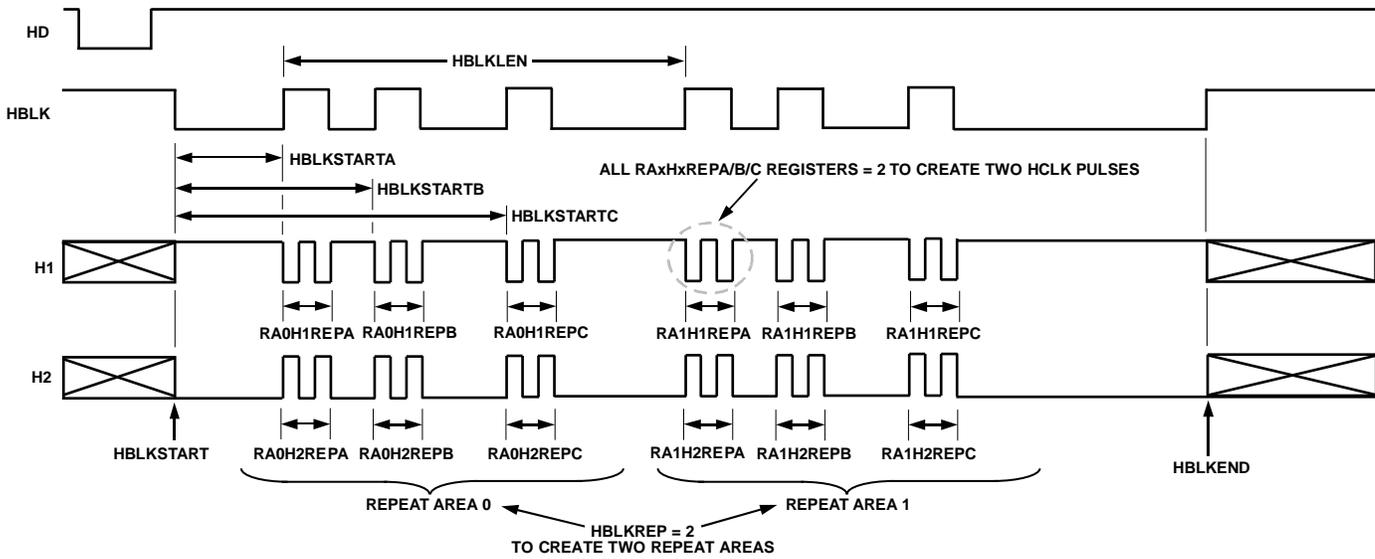 HD
HBLKLEN
HBLK
HBLKSTARTA
ALL RAxHxREPA/B/C REGISTERS = 2 TO CREATE TWO HCLK PULSES
HBLKSTARTB
HBLKSTARTC
H1
RA0H1REPA RA0H1REPB RA0H1REPC RA1H1REPA RA1H1REPB RA1H1REPC
H2
HBLKSTART RA0H2REPA RA0H2REPB RA0H2REPC RA1H2REPA RA1H2REPB RA1H2REPC HBLKEND
REPEAT AREA 0 REPEAT AREA 1
HBLKREP = 2
TO CREATE TWO REPEAT AREAS